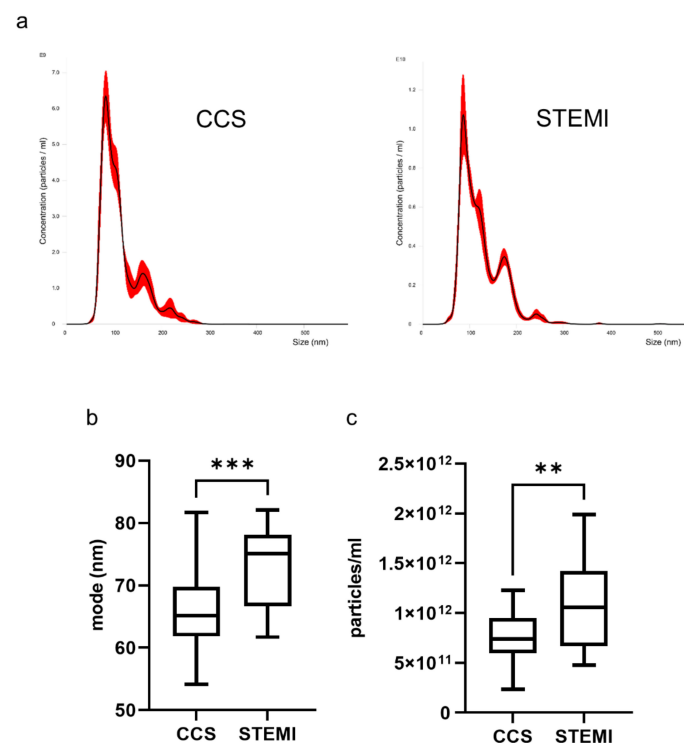 a
E9
7.0
6.0
5.0
4.0
3.0
2.0
1.0
0
0
100
200
300
400
500
Concentration (particles / ml)
Size (nm)
CCS
1.2
1.0
0.8
0.6
0.4
0.2
0
0
100
200
300
400
500
Concentration (particles / ml)
Size (nm)
STEMI
b
90
80
70
60
50
mode (nm)
***
CCS STEMI
c
2.5×10¹²
2×10¹²
1.5×10¹²
1×10¹²
5×10¹¹
0
particles/ml
**
CCS STEMI